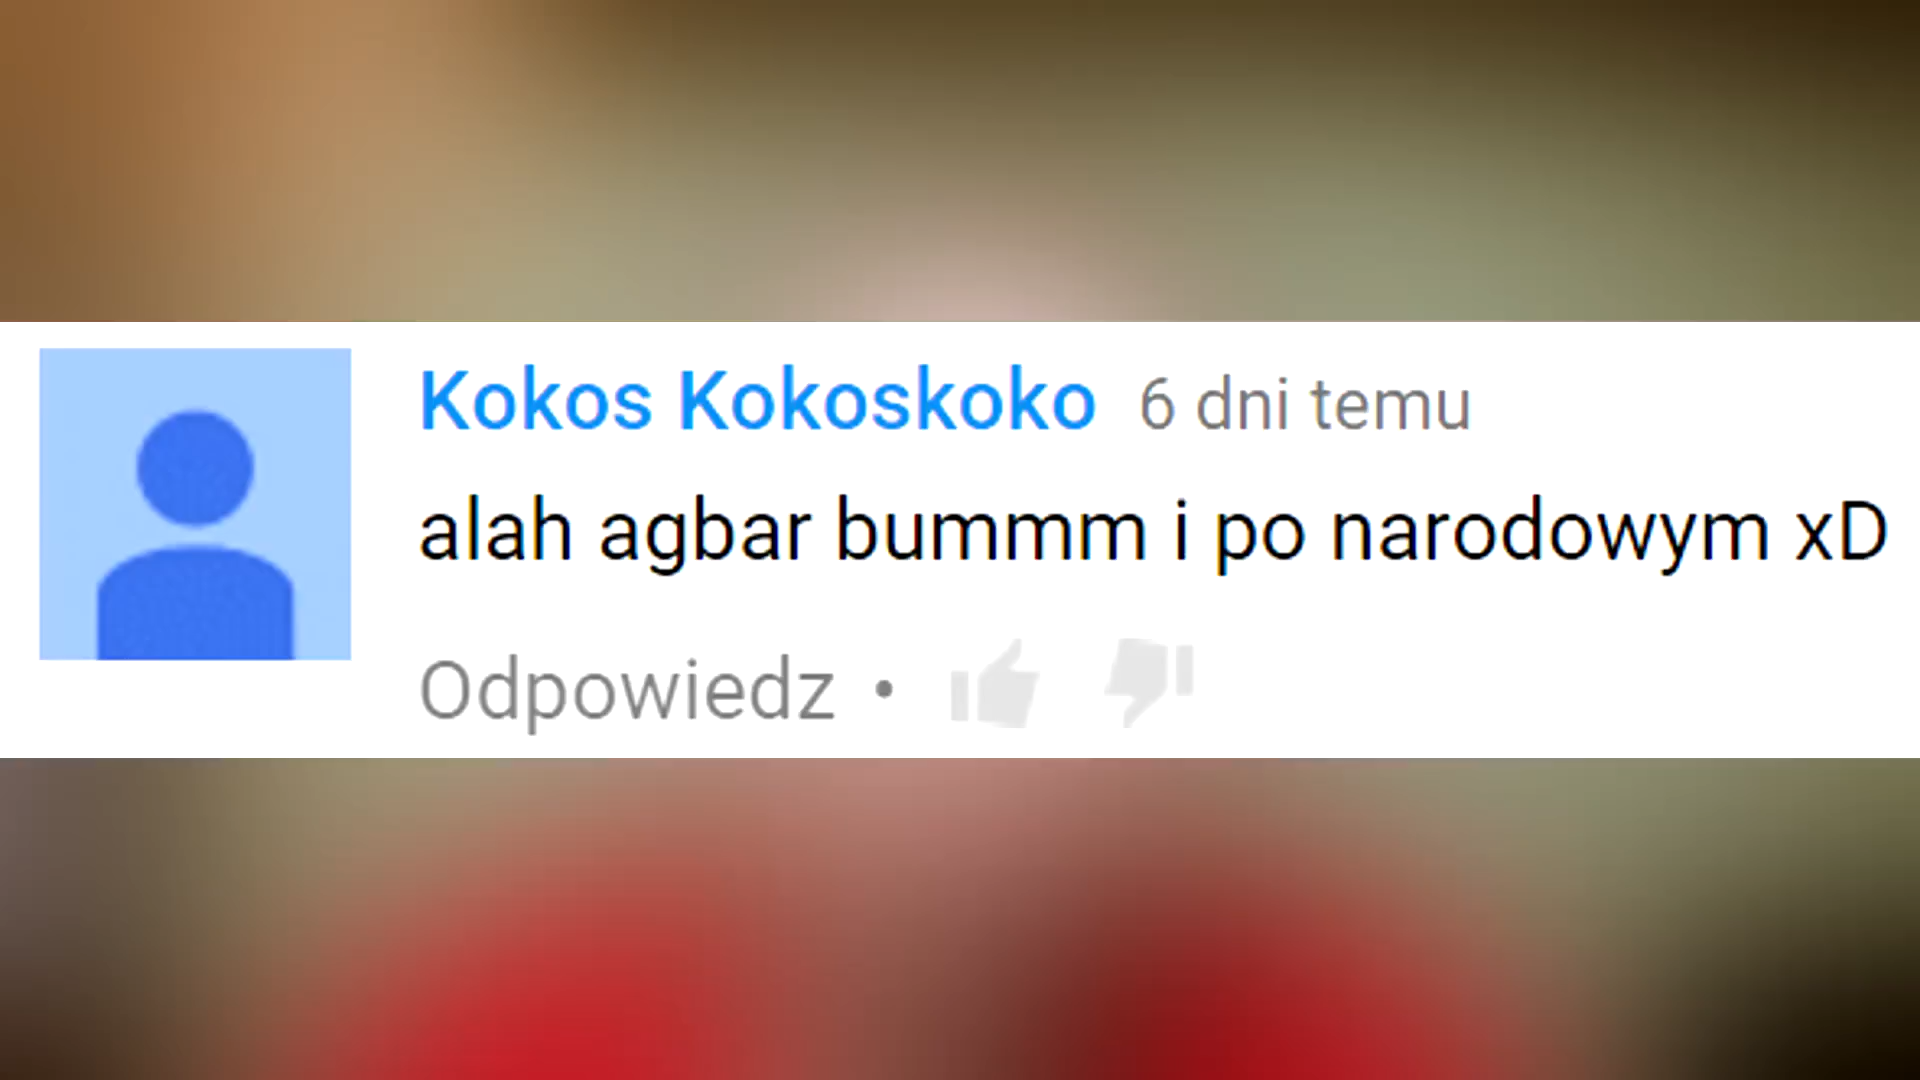 Kokos Kokoskoko 6 dni temu
alah agbar bummm i po narodowym xD
Odpowiedz •